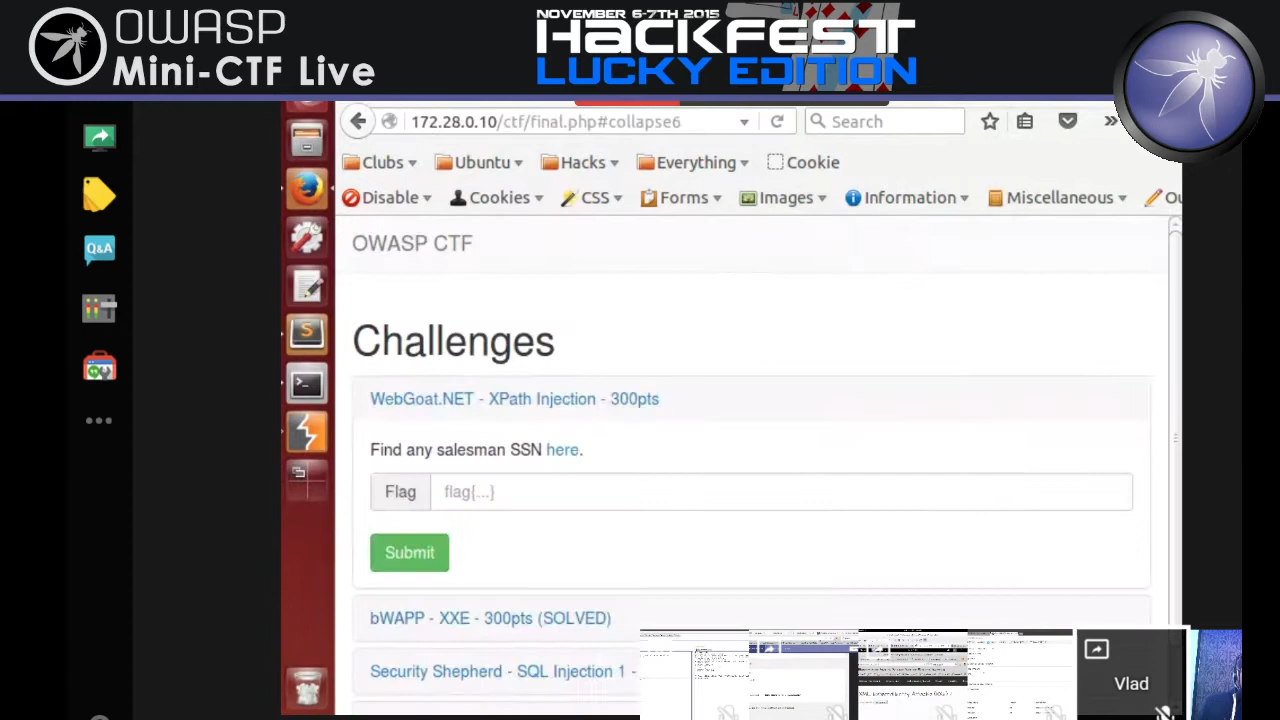 OWASP
Mini-CTF Live
NOVEMBER 6-7TH 2015
HACKFEST
LUCKY EDITION
172.28.0.10/ctf/final.php#collapse6
Search
Clubs
Ubuntu
Hacks
Everything
Cookie
Disable
Cookies
CSS
Forms
Images
Information
Miscellaneous
Ou
Q&A
OWASP CTF
Challenges
WebGoat.NET - XPath Injection - 300pts
Find any salesman SSN here.
Flag
flag{...}
Submit
bWAPP - XXE - 300pts (SOLVED)
Security Shepherd - SQL Injection 1 -
Vlad